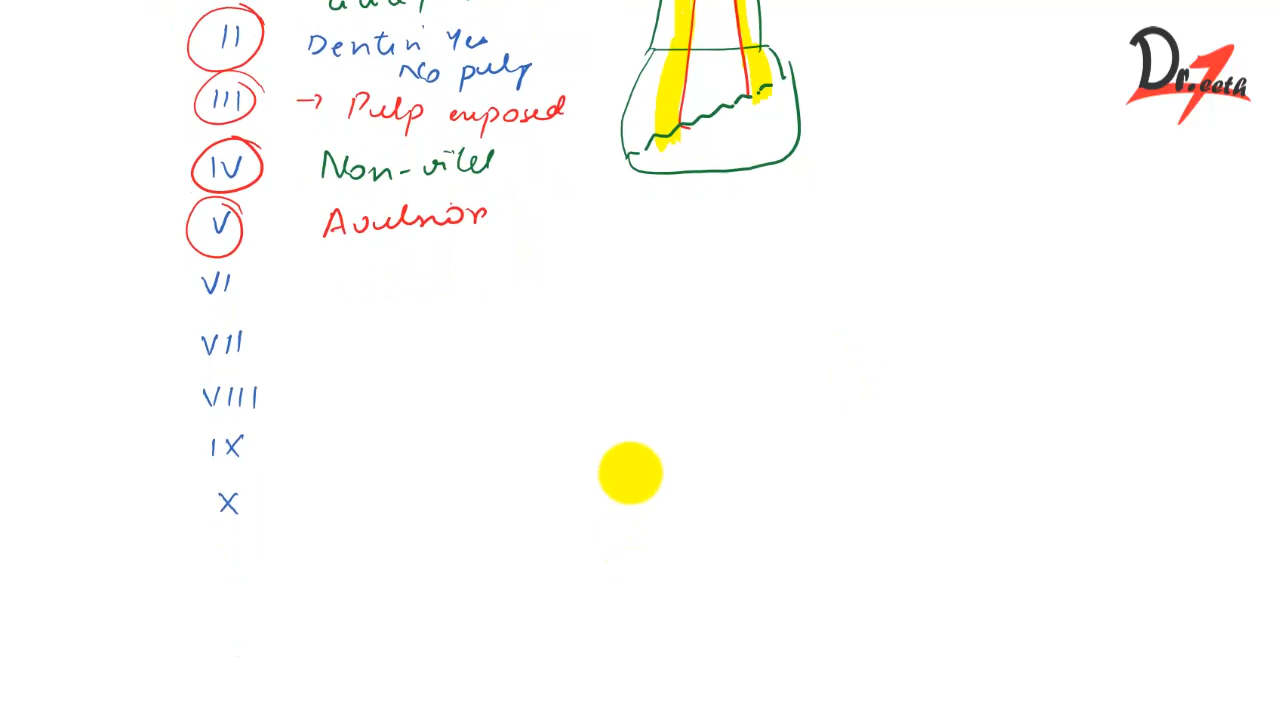 II Dentin Yes
No pulp
III → Pulp exposed
IV Non-vital
V Avulsion
VI
VII
VIII
IX
X
Dr. Teeth